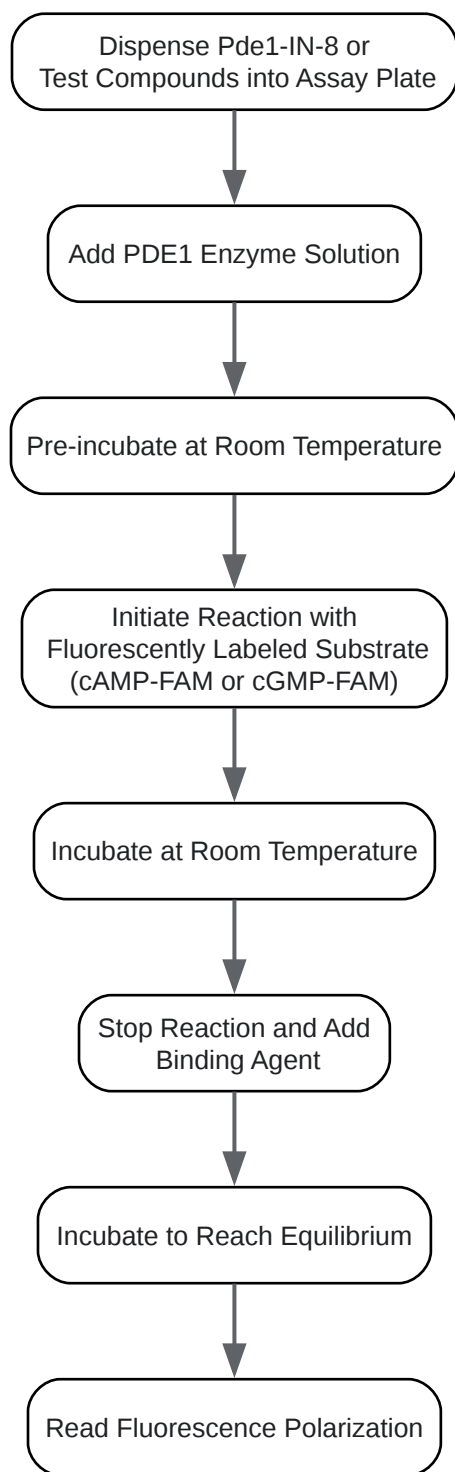 Dispense Pde1-IN-8 or
Test Compounds into Assay Plate
Add PDE1 Enzyme Solution
Pre-incubate at Room Temperature
Initiate Reaction with
Fluorescently Labeled Substrate
(cAMP-FAM or cGMP-FAM)
Incubate at Room Temperature
Stop Reaction and Add
Binding Agent
Incubate to Reach Equilibrium
Read Fluorescence Polarization